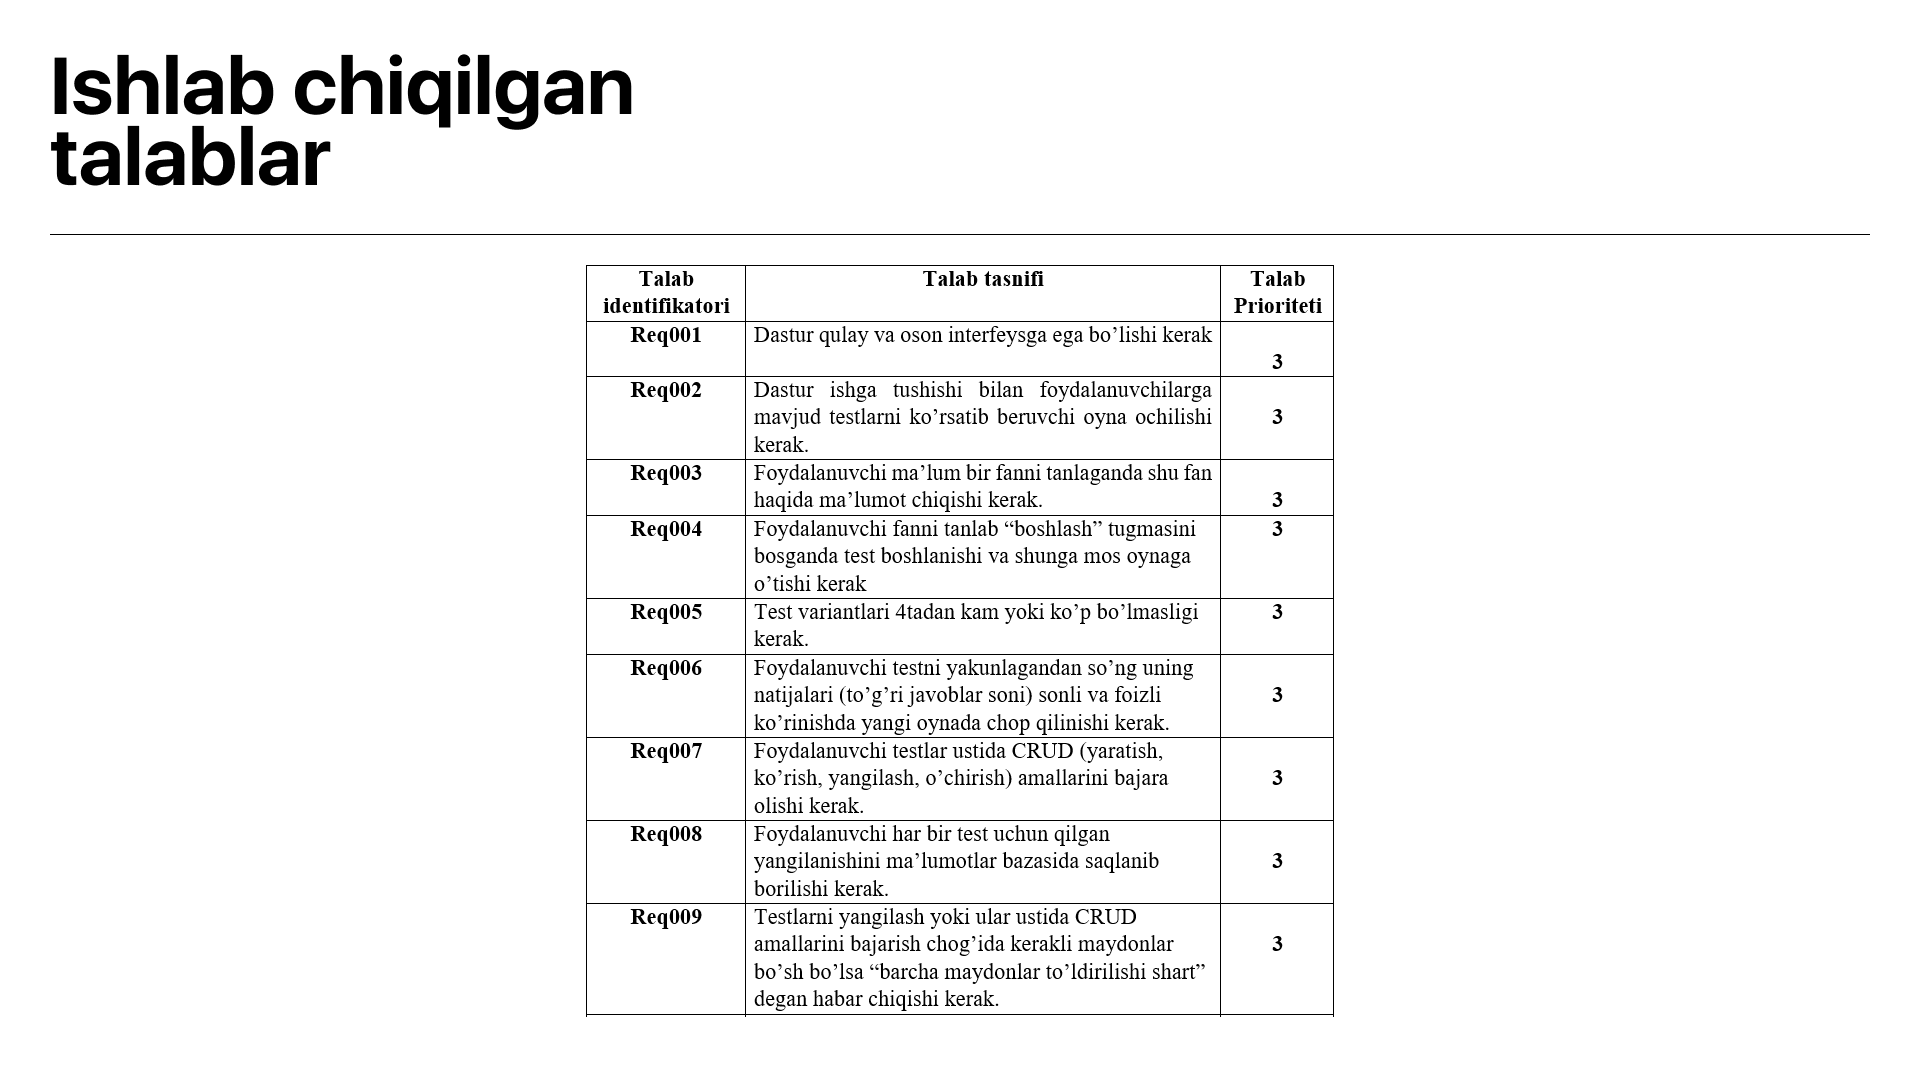 Ishlab chiqilgan
talablar
Talab
identifikatori
Talab tasnifi
Talab
Prioriteti
Req001
Dastur qulay va oson interfeysga ega bo’lishi kerak
3
Req002
Dastur ishga tushishi bilan foydalanuvchilarga
mavjud testlarni ko’rsatib beruvchi oyna ochilishi
kerak.
3
Req003
Foydalanuvchi ma’lum bir fanni tanlaganda shu fan
haqida ma’lumot chiqishi kerak.
3
Req004
Foydalanuvchi fanni tanlab “boshlash” tugmasini
bosganda test boshlanishi va shunga mos oynaga
o’tishi kerak
3
Req005
Test variantlari 4tadan kam yoki ko’p bo’lmasligi
kerak.
3
Req006
Foydalanuvchi testni yakunlagandan so’ng uning
natijalari (to’g’ri javoblar soni) sonli va foizli
ko’rinishda yangi oynada chop qilinishi kerak.
3
Req007
Foydalanuvchi testlar ustida CRUD (yaratish,
ko’rish, yangilash, o’chirish) amallarini bajara
olishi kerak.
3
Req008
Foydalanuvchi har bir test uchun qilgan
yangilanishini ma’lumotlar bazasida saqlanib
borilishi kerak.
3
Req009
Testlarni yangilash yoki ular ustida CRUD
amallarini bajarish chog’ida kerakli maydonlar
bo’sh bo’lsa “barcha maydonlar to’ldirilishi shart”
degan habar chiqishi kerak.
3